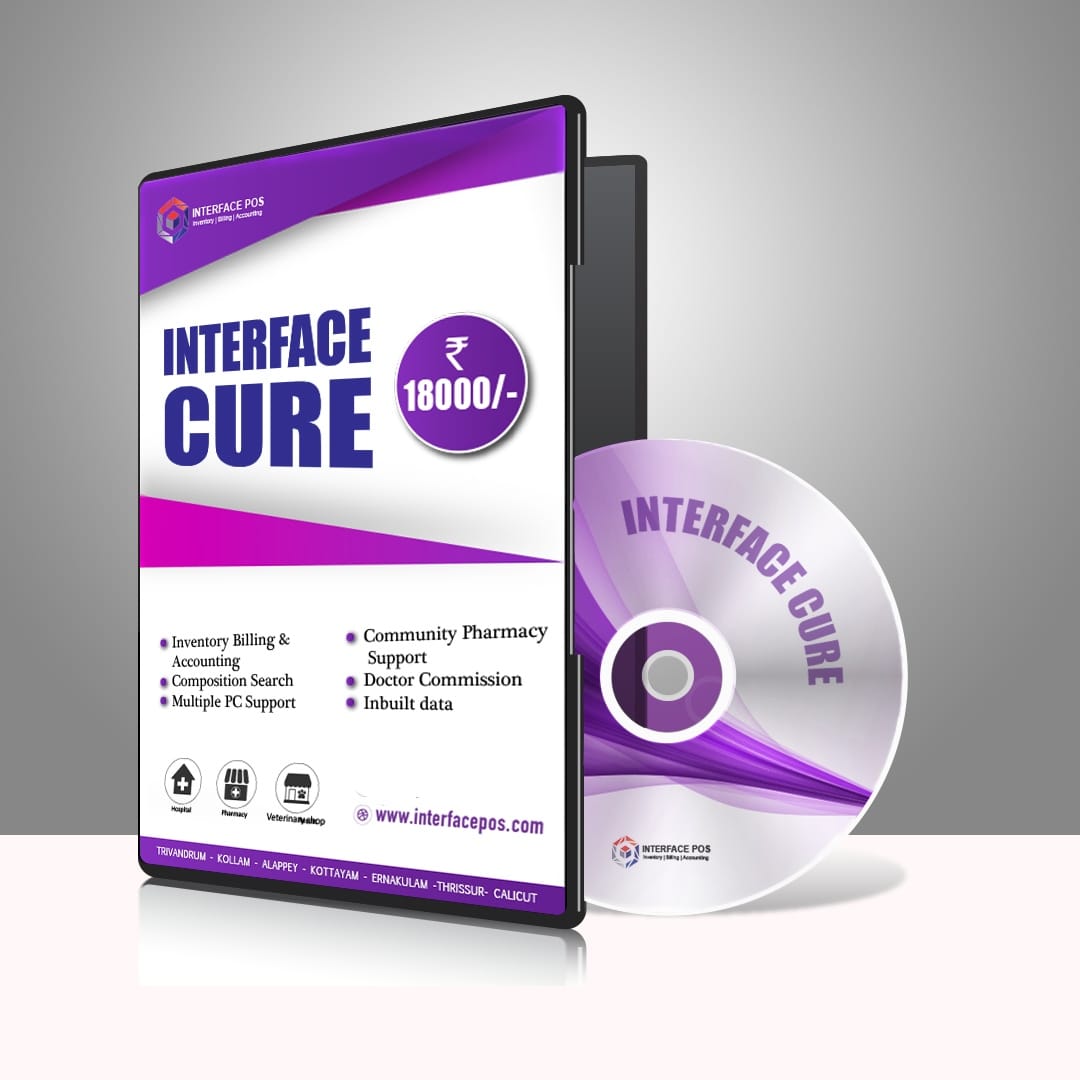 INTERFACE POS
Inventory | Billing | Accounting
INTERFACE
CURE
₹
18000/-
Inventory Billing &
Accounting
Composition Search
Multiple PC Support
Community Pharmacy
Support
Doctor Commission
Inbuilt data
Hospital
Pharmacy
Veterinary shop
www.interfacepos.com
TRIVANDRUM - KOLLAM - ALAPPEY - KOTTAYAM - ERNAKULAM -THRISSUR- CALICUT
INTERFACE CURE
INTERFACE POS
Inventory | Billing | Accounting